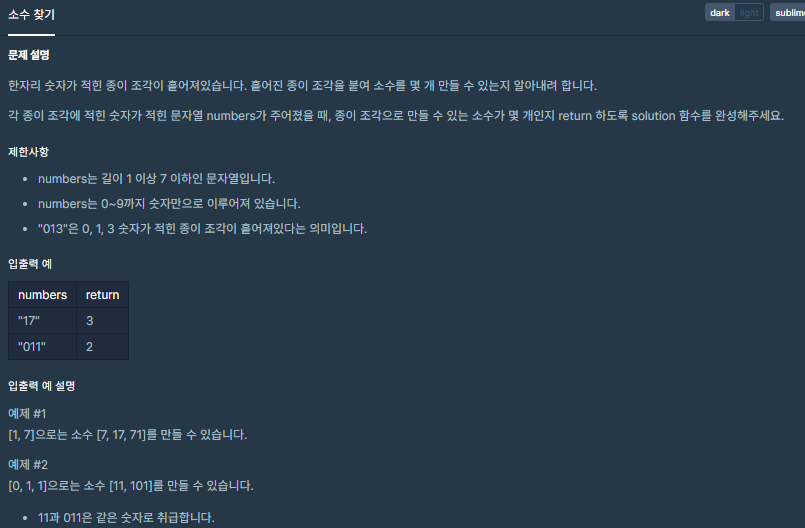 소수 찾기
dark light sublime
문제 설명
한자리 숫자가 적힌 종이 조각이 흩어져있습니다. 흩어진 종이 조각을 붙여 소수를 몇 개 만들 수 있는지 알아내려 합니다.
각 종이 조각에 적힌 숫자가 적힌 문자열 numbers가 주어졌을 때, 종이 조각으로 만들 수 있는 소수가 몇 개인지 return 하도록 solution 함수를 완성해주세요.
제한사항
• numbers는 길이 1 이상 7 이하인 문자열입니다.
• numbers는 0~9까지 숫자만으로 이루어져 있습니다.
• "013"은 0, 1, 3 숫자가 적힌 종이 조각이 흩어져있다는 의미입니다.
입출력 예
numbers return
"17" 3
"011" 2
입출력 예 설명
예제 #1
[1, 7]으로는 소수 [7, 17, 71]를 만들 수 있습니다.
예제 #2
[0, 1, 1]으로는 소수 [11, 101]를 만들 수 있습니다.
• 11과 011은 같은 숫자로 취급합니다.